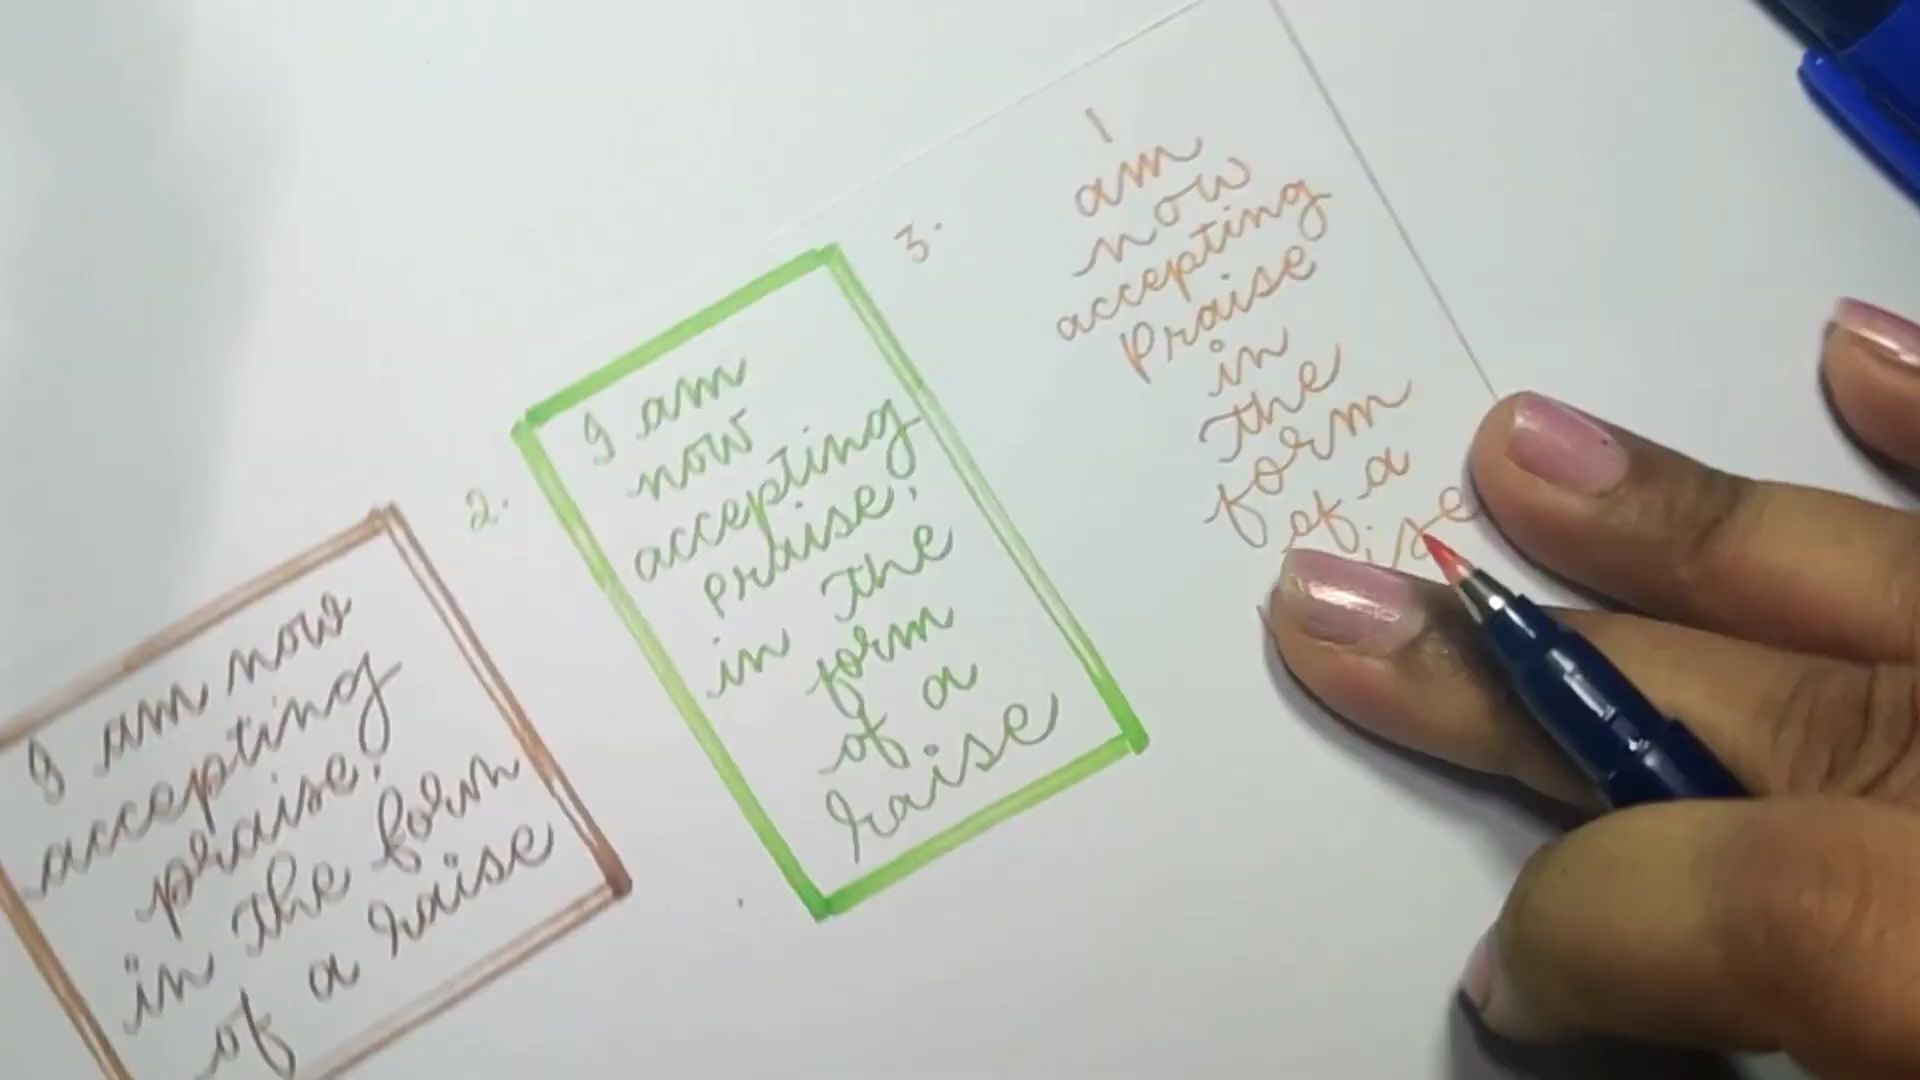 I am now
accepting
praise!
in the form
of a raise
2.
I am
now
accepting
praise!
in the
form
of a
raise
3.
I
am
now
accepting
Praise
in
the
form
of a